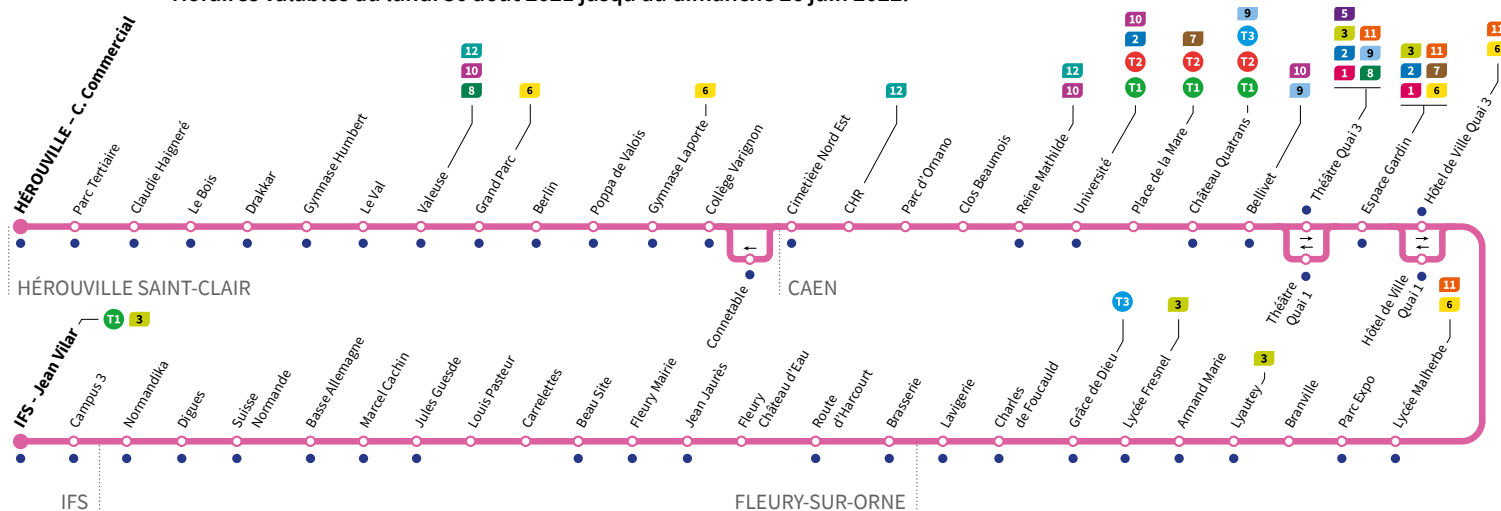 12
10
8
6
6
12
12
10
10
2
T2
T1
7
T2
T1
9
T3
T2
T1
10
9
5
3
11
2
9
1
8
3
11
2
7
1
6
11
6
HÉROUVILLE – C. Commercial
Parc Tertiaire
Claudie Haigneré
Le Bois
Drakkar
Gymnase Humbert
Le Val
Valeuse
Grand Parc
Berlin
Poppa de Valois
Gymnase Laporte
Collège Varignon
Cimetière Nord Est
CHR
Parc d'Ornano
Clos Beaumois
Reine Mathilde
Université
Place de la Mare
Château Quatrans
Bellivet
Théâtre Quai 3
Espace Gardin
Hôtel de Ville Quai 3
HÉROUVILLE SAINT-CLAIR
CAEN
Connetable
Théâtre
Quai 1
Hôtel de Ville
Quai 1
T1
3
T3
3
3
11
6
IFS - Jean Vilar
Campus 3
Normandika
Digues
Suisse
Normande
Basse Allemagne
Marcel Cachin
Jules Guesde
Louis Pasteur
Carrelettes
Beau Site
Fleury Mairie
Jean Jaurès
Fleury
Château d'Eau
Route
d'Harcourt
Brasserie
Lavigerie
Charles
de Foucauld
Grâce de Dieu
Lycée Fresnel
Armand Marie
Lyautey
Branville
Parc Expo
Lycée Malherbe
IFS
FLEURY-SUR-ORNE